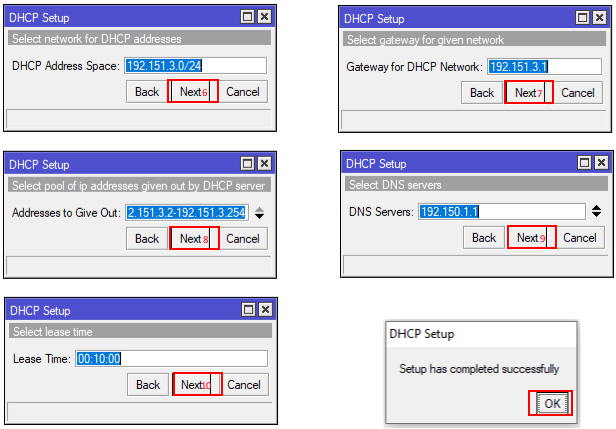 DHCP Setup
Select network for DHCP addresses
DHCP Address Space: 192.151.3.0/24
Back Next6 Cancel
DHCP Setup
Select gateway for given network
Gateway for DHCP Network: 192.151.3.1
Back Next7 Cancel
DHCP Setup
Select pool of ip addresses given out by DHCP server
Addresses to Give Out: 2.151.3.2-192.151.3.254
Back Next8 Cancel
DHCP Setup
Select DNS servers
DNS Servers: 192.150.1.1
Back Next9 Cancel
DHCP Setup
Select lease time
Lease Time: 00:10:00
Back Next10 Cancel
DHCP Setup
Setup has completed successfully
OK